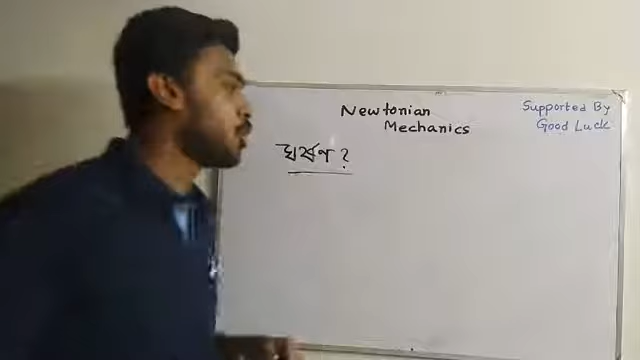 Newtonian
Mechanics
Supported By
Good Luck
ঘর্ষণ ?